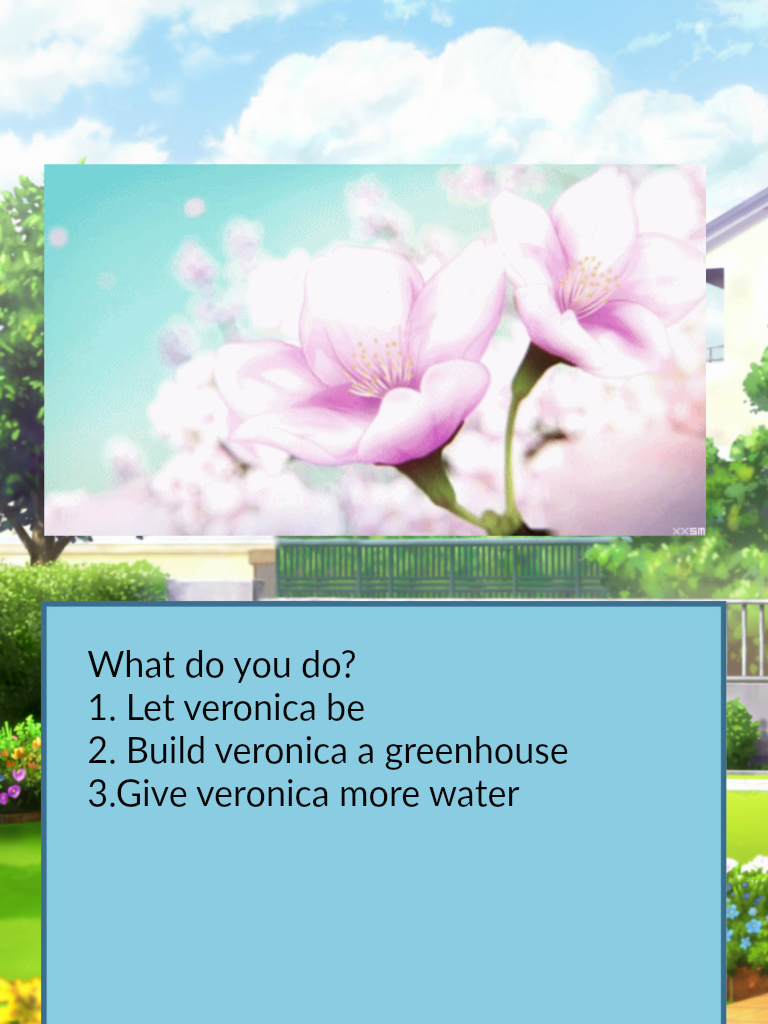 XXSM
What do you do?
1. Let veronica be
2. Build veronica a greenhouse
3.Give veronica more water